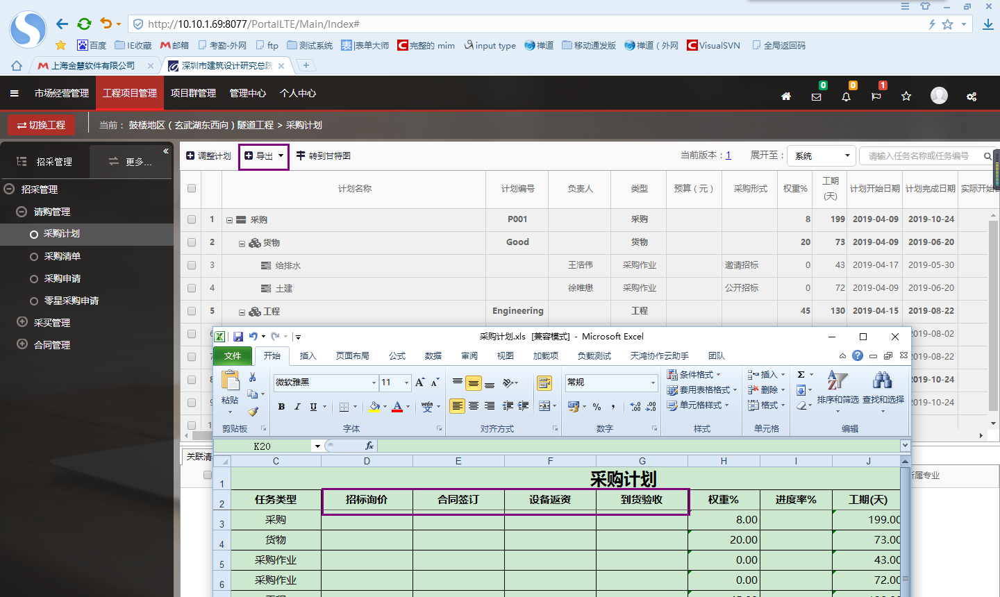 http://10.10.1.69:8077/PortalLTE/Main/Index#
百度 IE收藏 邮箱 考勤-外网 ftp 测试系统 表|表单大师 完整的 mim input type 禅道 移动通发版 禅道（外网 VisualSVN 全局返回码
上海金慧软件有限公司 深圳市建筑设计研究总院
市场经营管理 工程项目管理 项目群管理 管理中心 个人中心 0 0 1
切换工程 当前： 鼓楼地区（玄武湖东西向）隧道工程 > 采购计划
招采管理 更多... «
招采管理
请购管理
采购计划
采购清单
采购申请
零星采购申请
采买管理
合同管理
调整计划 导出 转到甘特图 当前版本：1 展开至： 系统 请输入任务名称或任务编号
计划名称 计划编号 负责人 类型 预算（元） 采购形式 权重% 工期(天) 计划开始日期 计划完成日期 实际开始
1 采购 P001 采购 8 199 2019-04-09 2019-10-24
2 货物 Good 货物 20 73 2019-04-09 2019-06-20
3 给排水 王浩伟 采购作业 邀请招标 0 43 2019-04-17 2019-05-30
4 土建 徐唯懋 采购作业 公开招标 0 72 2019-04-09 2019-06-20
5 工程 Engineering 工程 45 130 2019-04-15 2019-08-22
2019-08-02
2019-08-22
2019-10-24
2019-10-24
关联清
所属专业
采购计划.xls [兼容模式] - Microsoft Excel
文件 开始 插入 页面布局 公式 数据 审阅 视图 加载项 负载测试 天鸿协作云助手 团队
粘贴 微软雅黑 11 A A 常规 条件格式 插入 Σ
套用表格格式 删除 排序和筛选 查找和选择
B I U A wén 文 % , 单元格样式 格式
剪贴板 字体 对齐方式 数字 样式 单元格 编辑
K20 fx
C D E F G H I J
1 采购计划
2 任务类型 招标询价 合同签订 设备返资 到货验收 权重% 进度率% 工期(天)
3 采购 8.00 199.00
4 货物 20.00 73.00
5 采购作业 0.00 43.00
6 采购作业 0.00 72.00